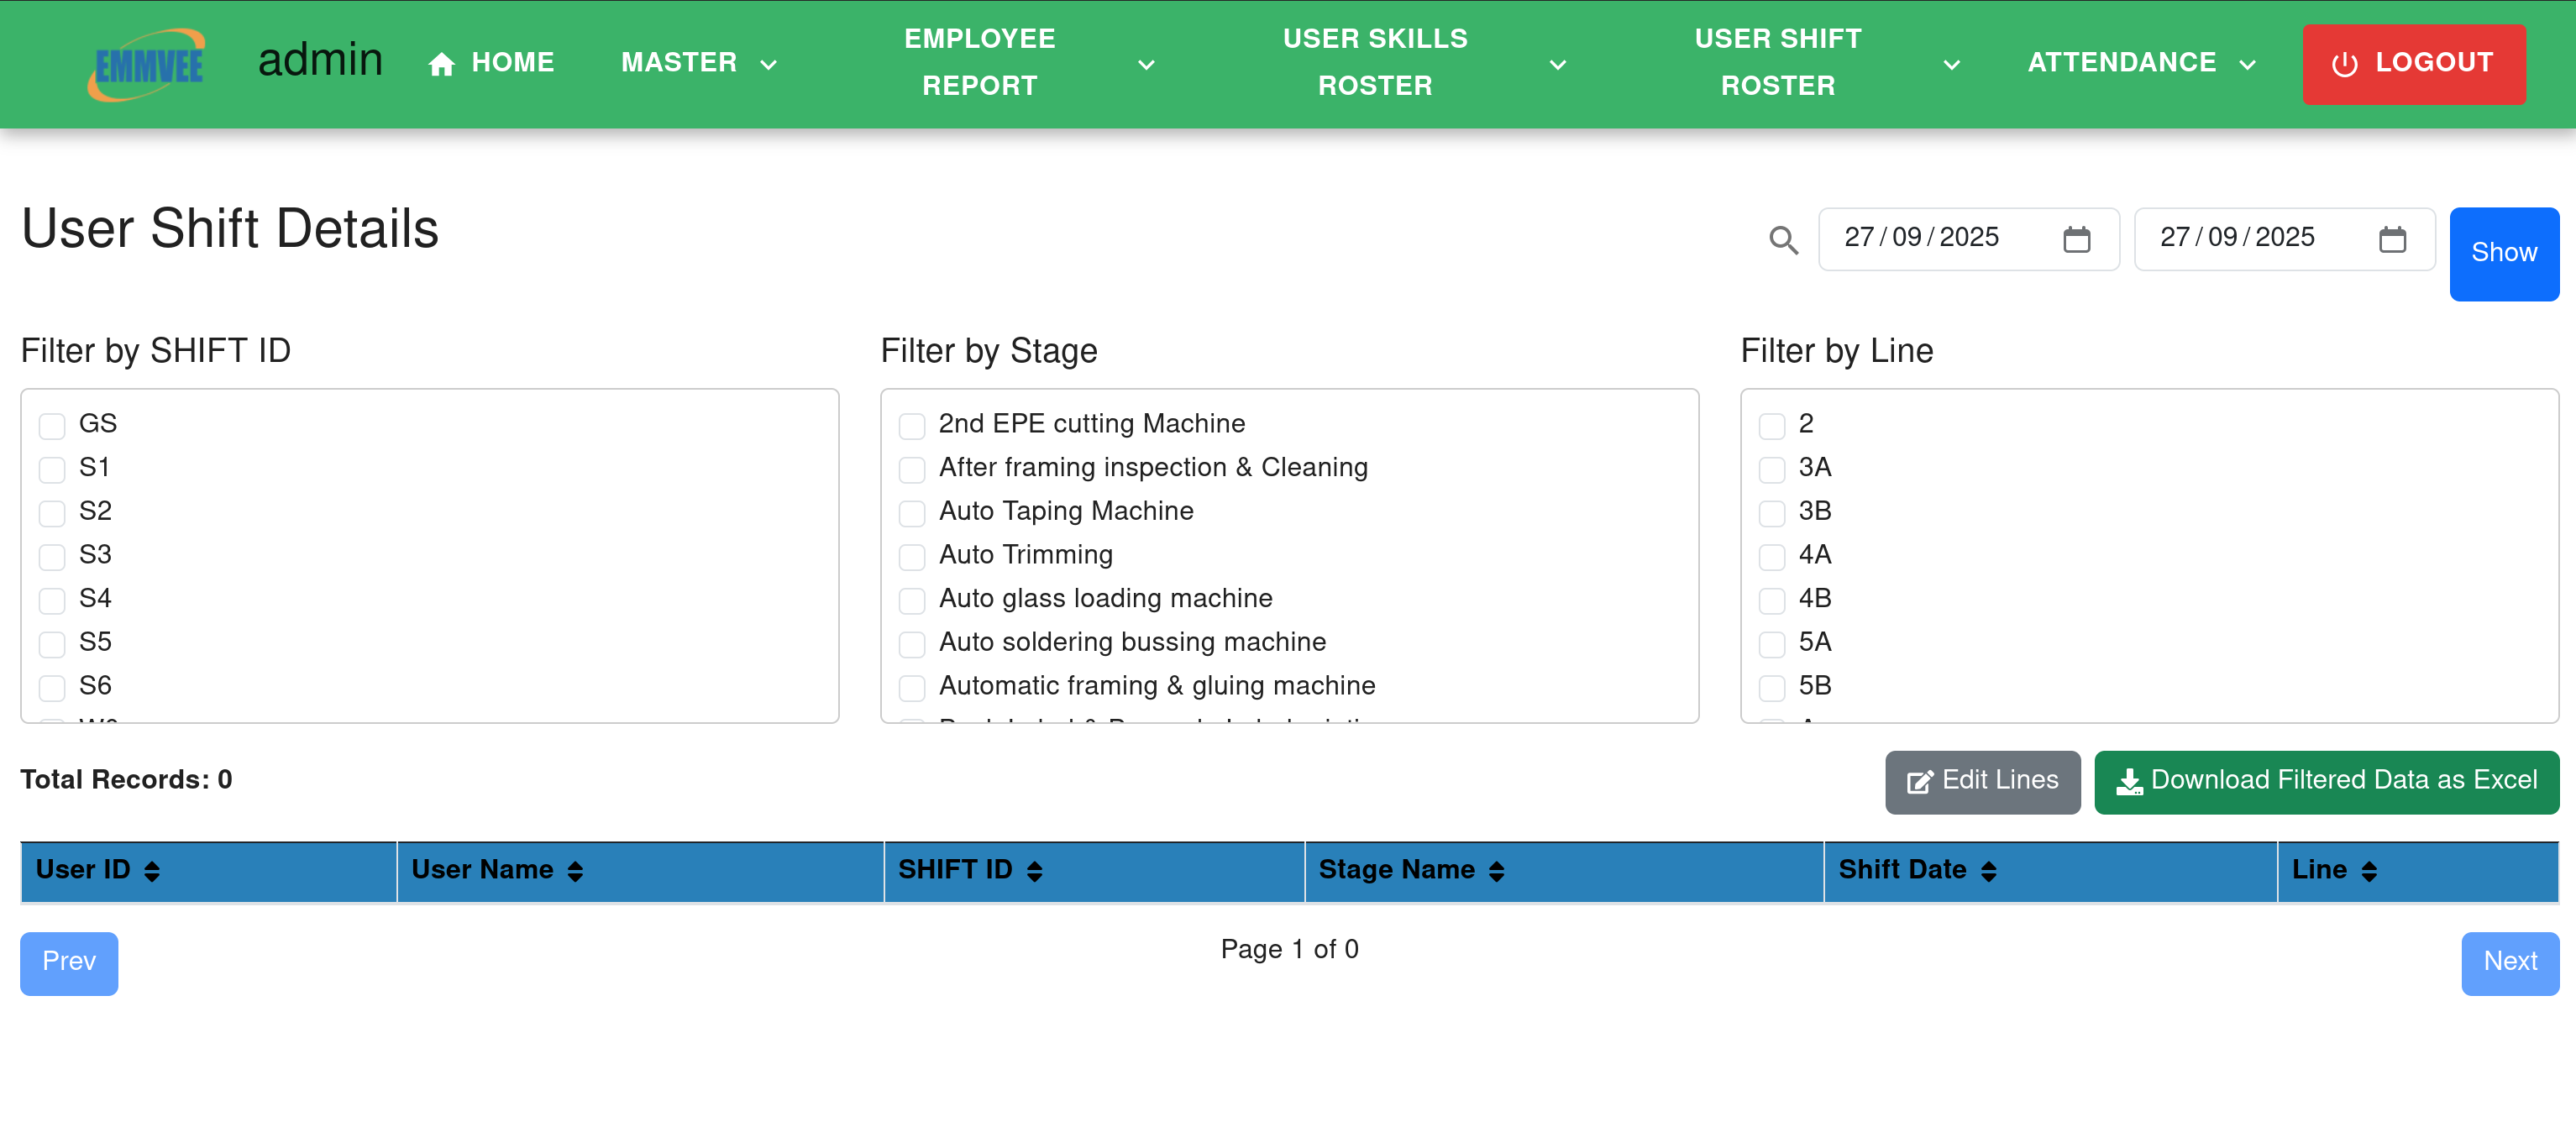 EMMVEE
admin
HOME
MASTER
EMPLOYEE
REPORT
USER SKILLS
ROSTER
USER SHIFT
ROSTER
ATTENDANCE
LOGOUT
User Shift Details
27/09/2025
27/09/2025
Show
Filter by SHIFT ID
GS
S1
S2
S3
S4
S5
S6
Filter by Stage
2nd EPE cutting Machine
After framing inspection & Cleaning
Auto Taping Machine
Auto Trimming
Auto glass loading machine
Auto soldering bussing machine
Automatic framing & gluing machine
Filter by Line
2
3A
3B
4A
4B
5A
5B
Total Records: 0
Edit Lines
Download Filtered Data as Excel
User ID
User Name
SHIFT ID
Stage Name
Shift Date
Line
Prev
Page 1 of 0
Next